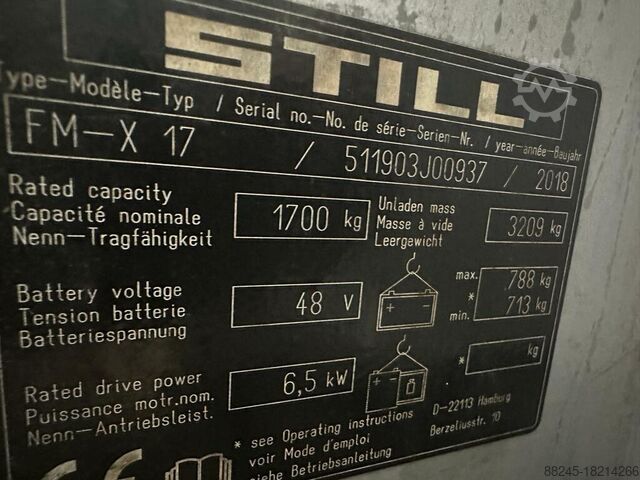 STILL
Type-Modèle-Typ / Serial no.-No. de série-Serien-Nr. / year-année-Baujahr
FM-X 17 / 511903J00937 / 2018
Rated capacity
Capacité nominale
Nenn-Tragfähigkeit
1700 kg
Unladen mass
Masse à vide
Leergewicht
3209 kg
Battery voltage
Tension batterie
Batteriespannung
48 V
max. 788 kg
*
min. 713 kg
Rated drive power
Puissance motr.nom.
Nenn-Antriebsleist.
6,5 kW
* kg
* see Operating instructions
voir Mode d'emploi
siehe Betriebsanleitung
D-22113 Hamburg
Berzeliusstr. 10
CE
88245-18214266